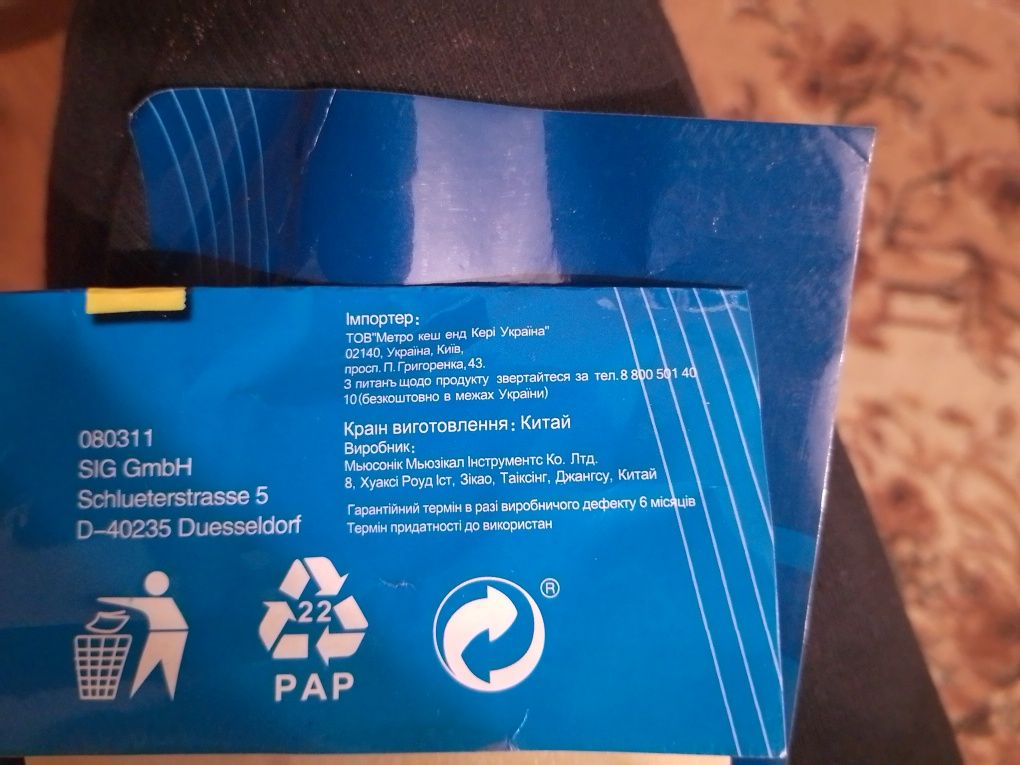 Імпортер:
ТОВ"Метро кеш енд Кері Україна"
02140, Україна, Київ,
просп. П. Григоренка, 43.
З питанъ щодо продукту звертайтеся за тел. 8 800 501 40
10(безкоштовно в межах України)
Краін виготовлення: Китай
Виробник:
Мьюсонік Мьюзікал Інструментс Ко. Лтд.
8, Хуаксі Роуд Іст, Зікао, Таіксінг, Джангсу, Китай
Гарантійний термін в разі виробничого дефекту 6 місяців
Термін придатності до використан
080311
SIG GmbH
Schlueterstrasse 5
D-40235 Duesseldorf
22
PAP
®